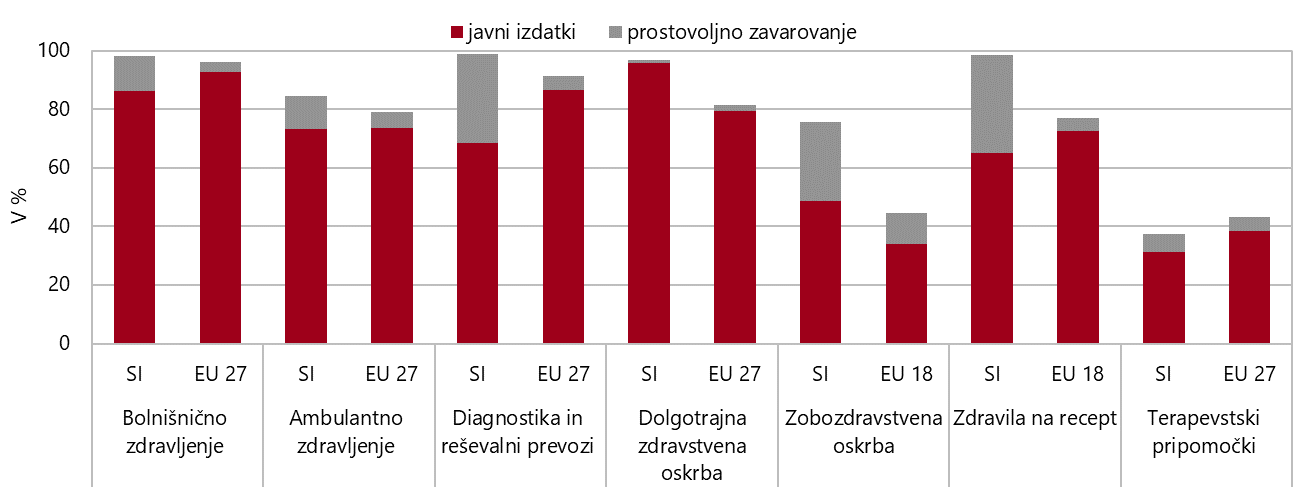 javni izdatki prostovoljno zavarovanje
100
80
60
40
20
0
V %
SI EU 27 SI EU 27 SI EU 27 SI EU 27 SI EU 18 SI EU 18 SI EU 27
Bolnišnično Ambulantno Diagnostika in Dolgotrajna Zobozdravstvena Zdravila na recept Terapevstski
zdravljenje zdravljenje reševalni prevozi zdravstvena oskrba pripomočki
oskrba